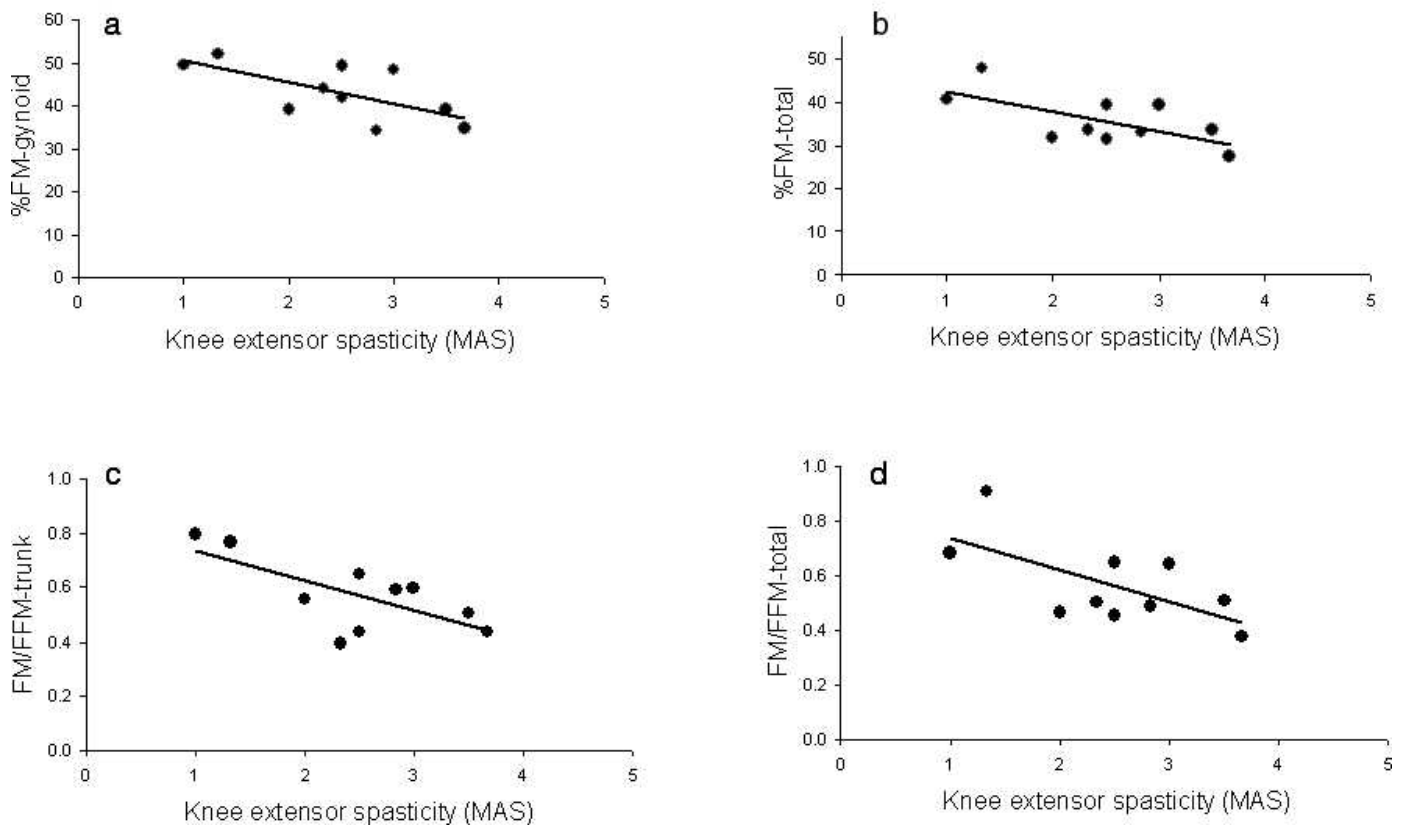 a
60
50
40
30
20
10
0
%FM-gynoid
0 1 2 3 4 5
Knee extensor spasticity (MAS)
b
50
40
30
20
10
0
%FM-total
0 1 2 3 4 5
Knee extensor spasticity (MAS)
c
1.0
0.8
0.6
0.4
0.2
0.0
FM/FFM-trunk
0 1 2 3 4 5
Knee extensor spasticity (MAS)
d
1.0
0.8
0.6
0.4
0.2
0.0
FM/FFM-total
0 1 2 3 4 5
Knee extensor spasticity (MAS)